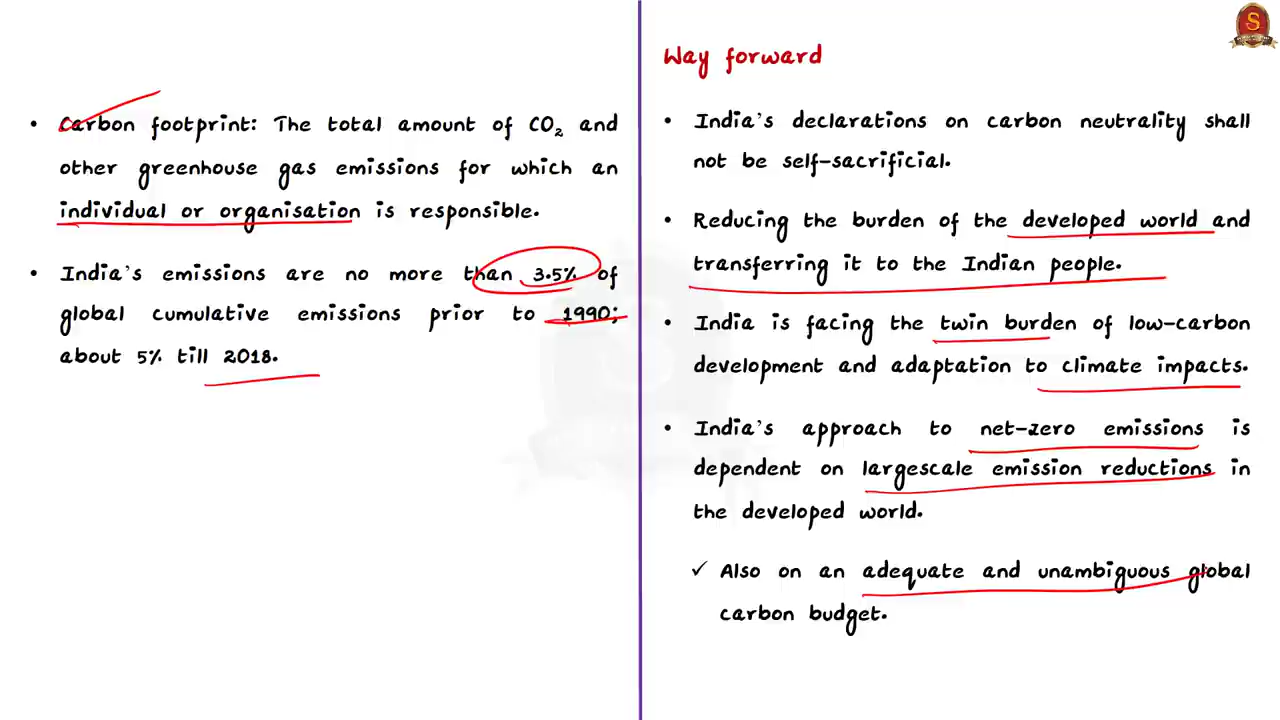 • Carbon footprint: The total amount of CO₂ and
other greenhouse gas emissions for which an
individual or organisation is responsible.
• India's emissions are no more than 3.5% of
global cumulative emissions prior to 1990;
about 5% till 2018.
Way forward
• India's declarations on carbon neutrality shall
not be self-sacrificial.
• Reducing the burden of the developed world and
transferring it to the Indian people.
• India is facing the twin burden of low-carbon
development and adaptation to climate impacts.
• India's approach to net-zero emissions is
dependent on largescale emission reductions in
the developed world.
✓ Also on an adequate and unambiguous global
carbon budget.
S